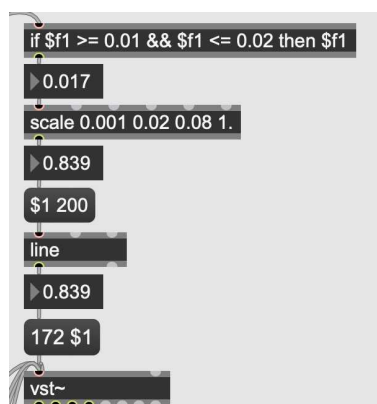 if $f1 >= 0.01 && $f1 <= 0.02 then $f1
0.017
scale 0.001 0.02 0.08 1.
0.839
$1 200
line
0.839
172 $1
vst~